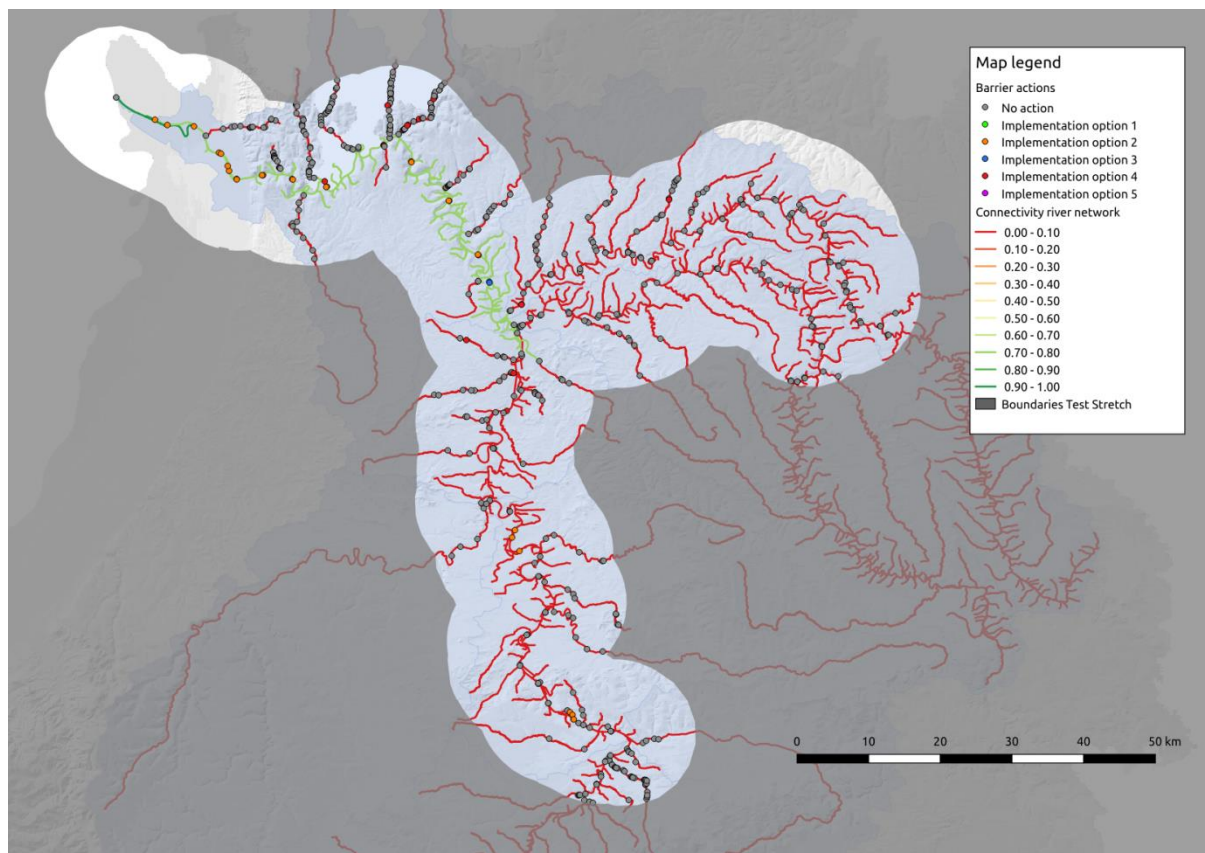 Map legend
Barrier actions
No action
Implementation option 1
Implementation option 2
Implementation option 3
Implementation option 4
Implementation option 5
Connectivity river network
0.00 - 0.10
0.10 - 0.20
0.20 - 0.30
0.30 - 0.40
0.40 - 0.50
0.50 - 0.60
0.60 - 0.70
0.70 - 0.80
0.80 - 0.90
0.90 - 1.00
Boundaries Test Stretch
0 10 20 30 40 50 km